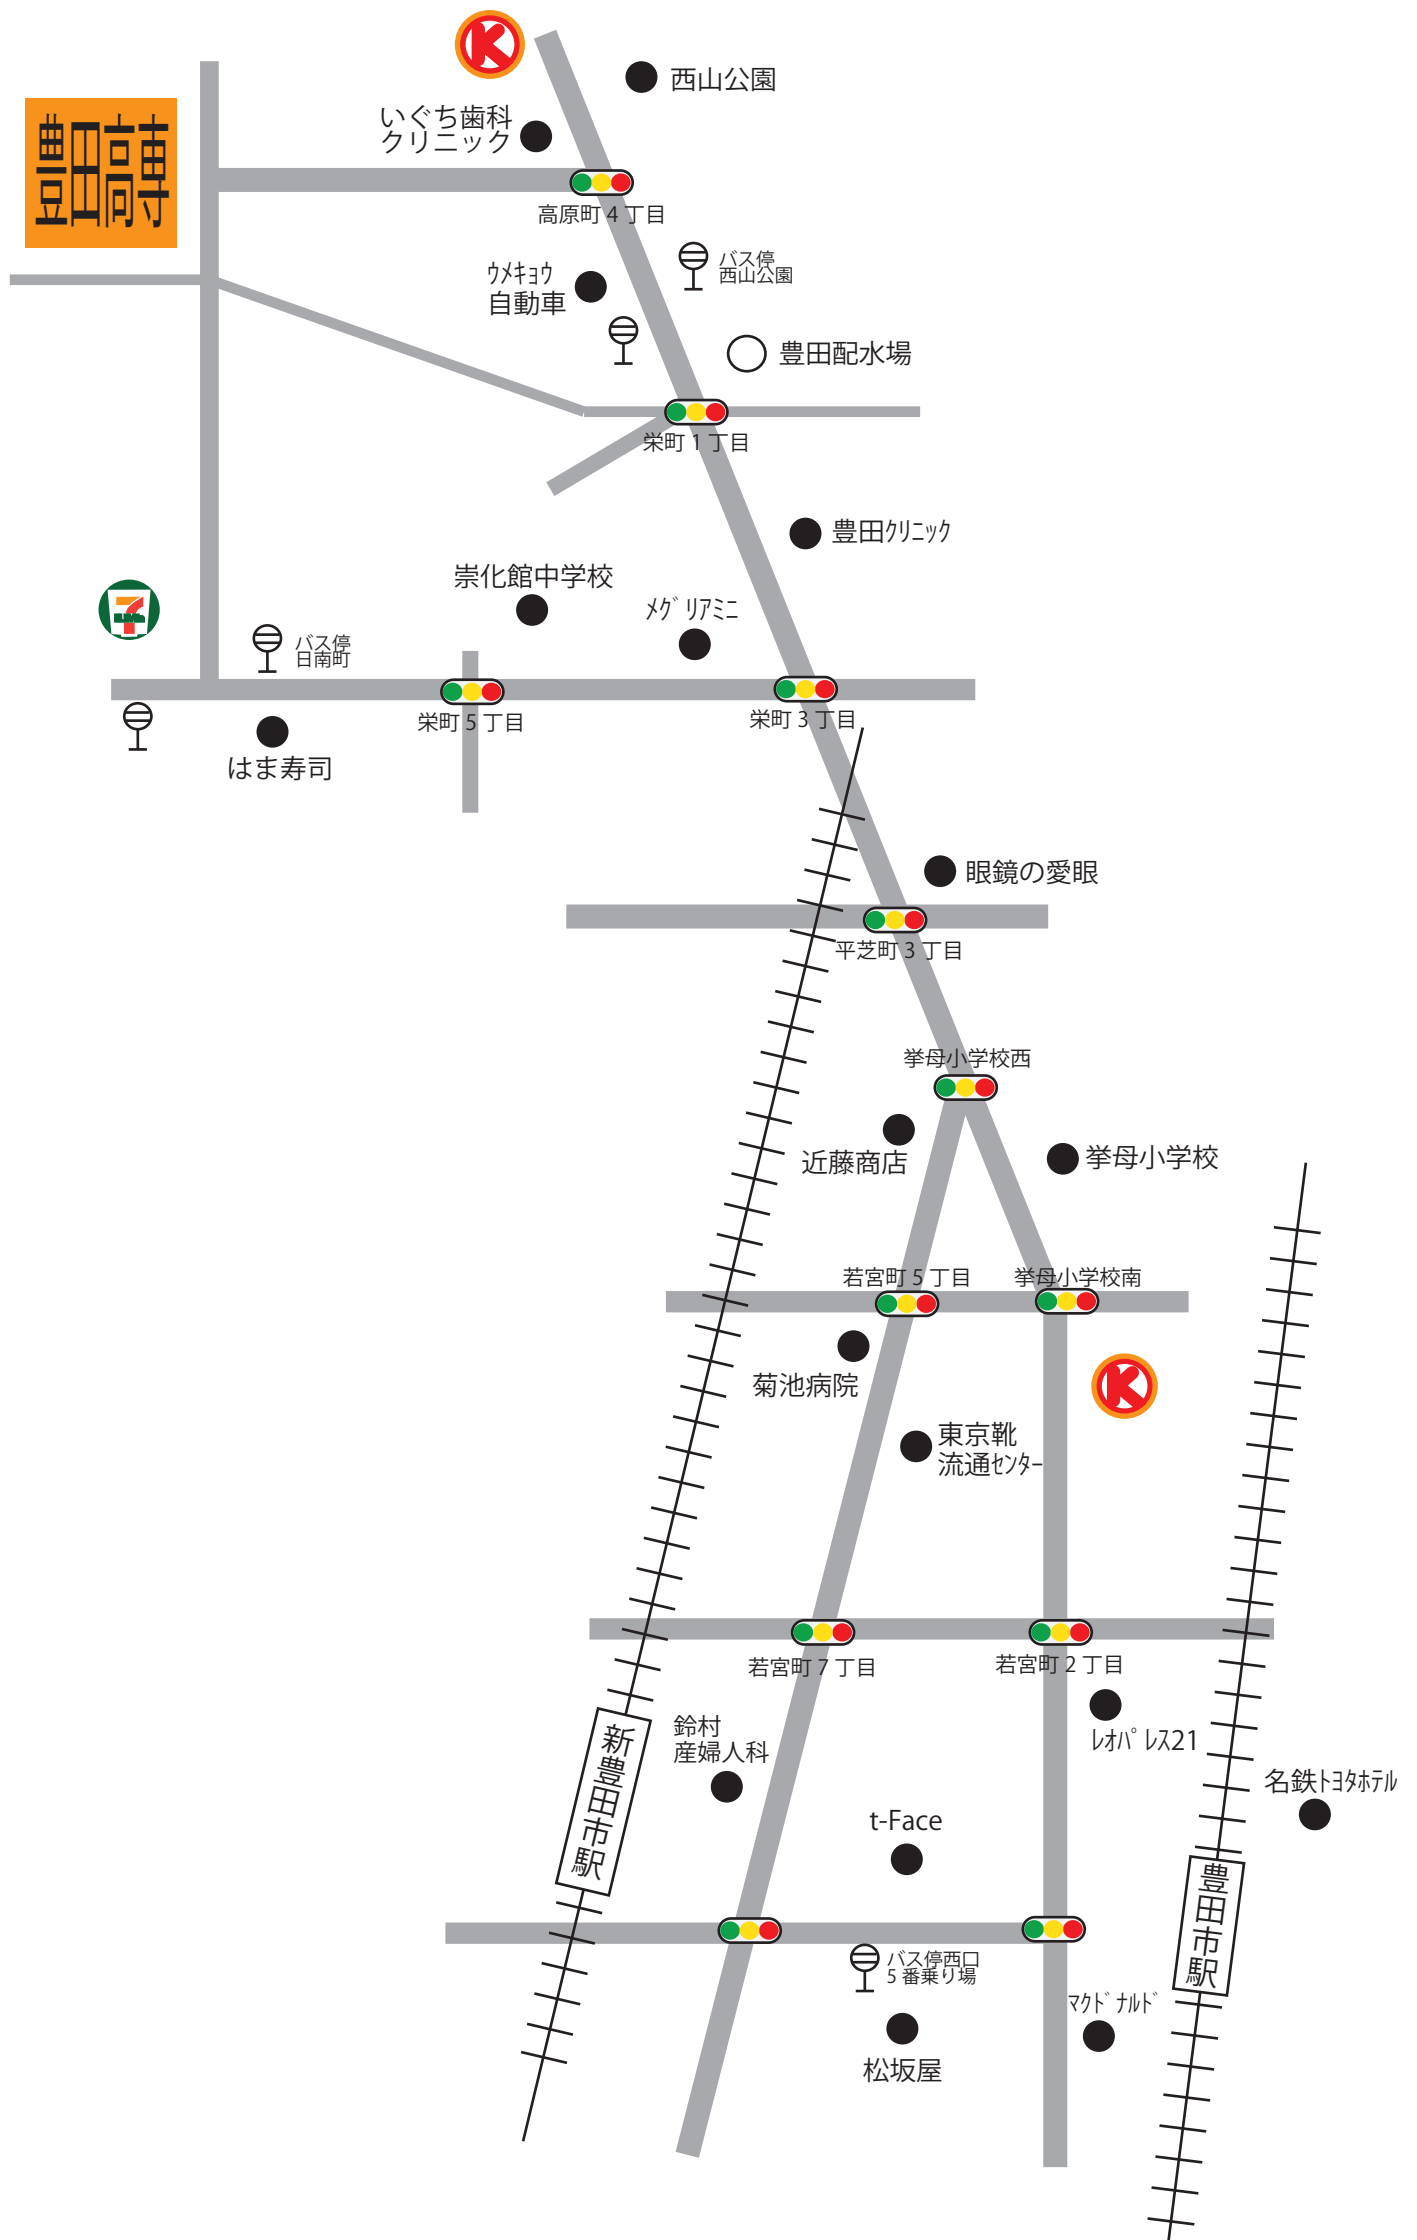 西山公園
いぐち歯科
クリニック
豊田高専
高原町 4 丁目
バス停
西山公園
ｳﾒｷｮｳ
自動車
豊田配水場
栄町 1 丁目
豊田ｸﾘﾆｯｸ
崇化館中学校
ﾒｸﾞﾘｱﾐﾆ
バス停
日南町
栄町 5 丁目
栄町 3 丁目
はま寿司
眼鏡の愛眼
平芝町 3 丁目
挙母小学校西
近藤商店
挙母小学校
若宮町 5 丁目
挙母小学校南
菊池病院
東京靴
流通ｾﾝﾀｰ
若宮町 7 丁目
若宮町 2 丁目
鈴村
産婦人科
ﾚｵﾊﾟﾚｽ21
新豊田市駅
名鉄ﾄﾖﾀﾎﾃﾙ
t-Face
豊田市駅
バス停西口
5 番乗り場
ﾏｸﾄﾞﾅﾙﾄﾞ
松坂屋